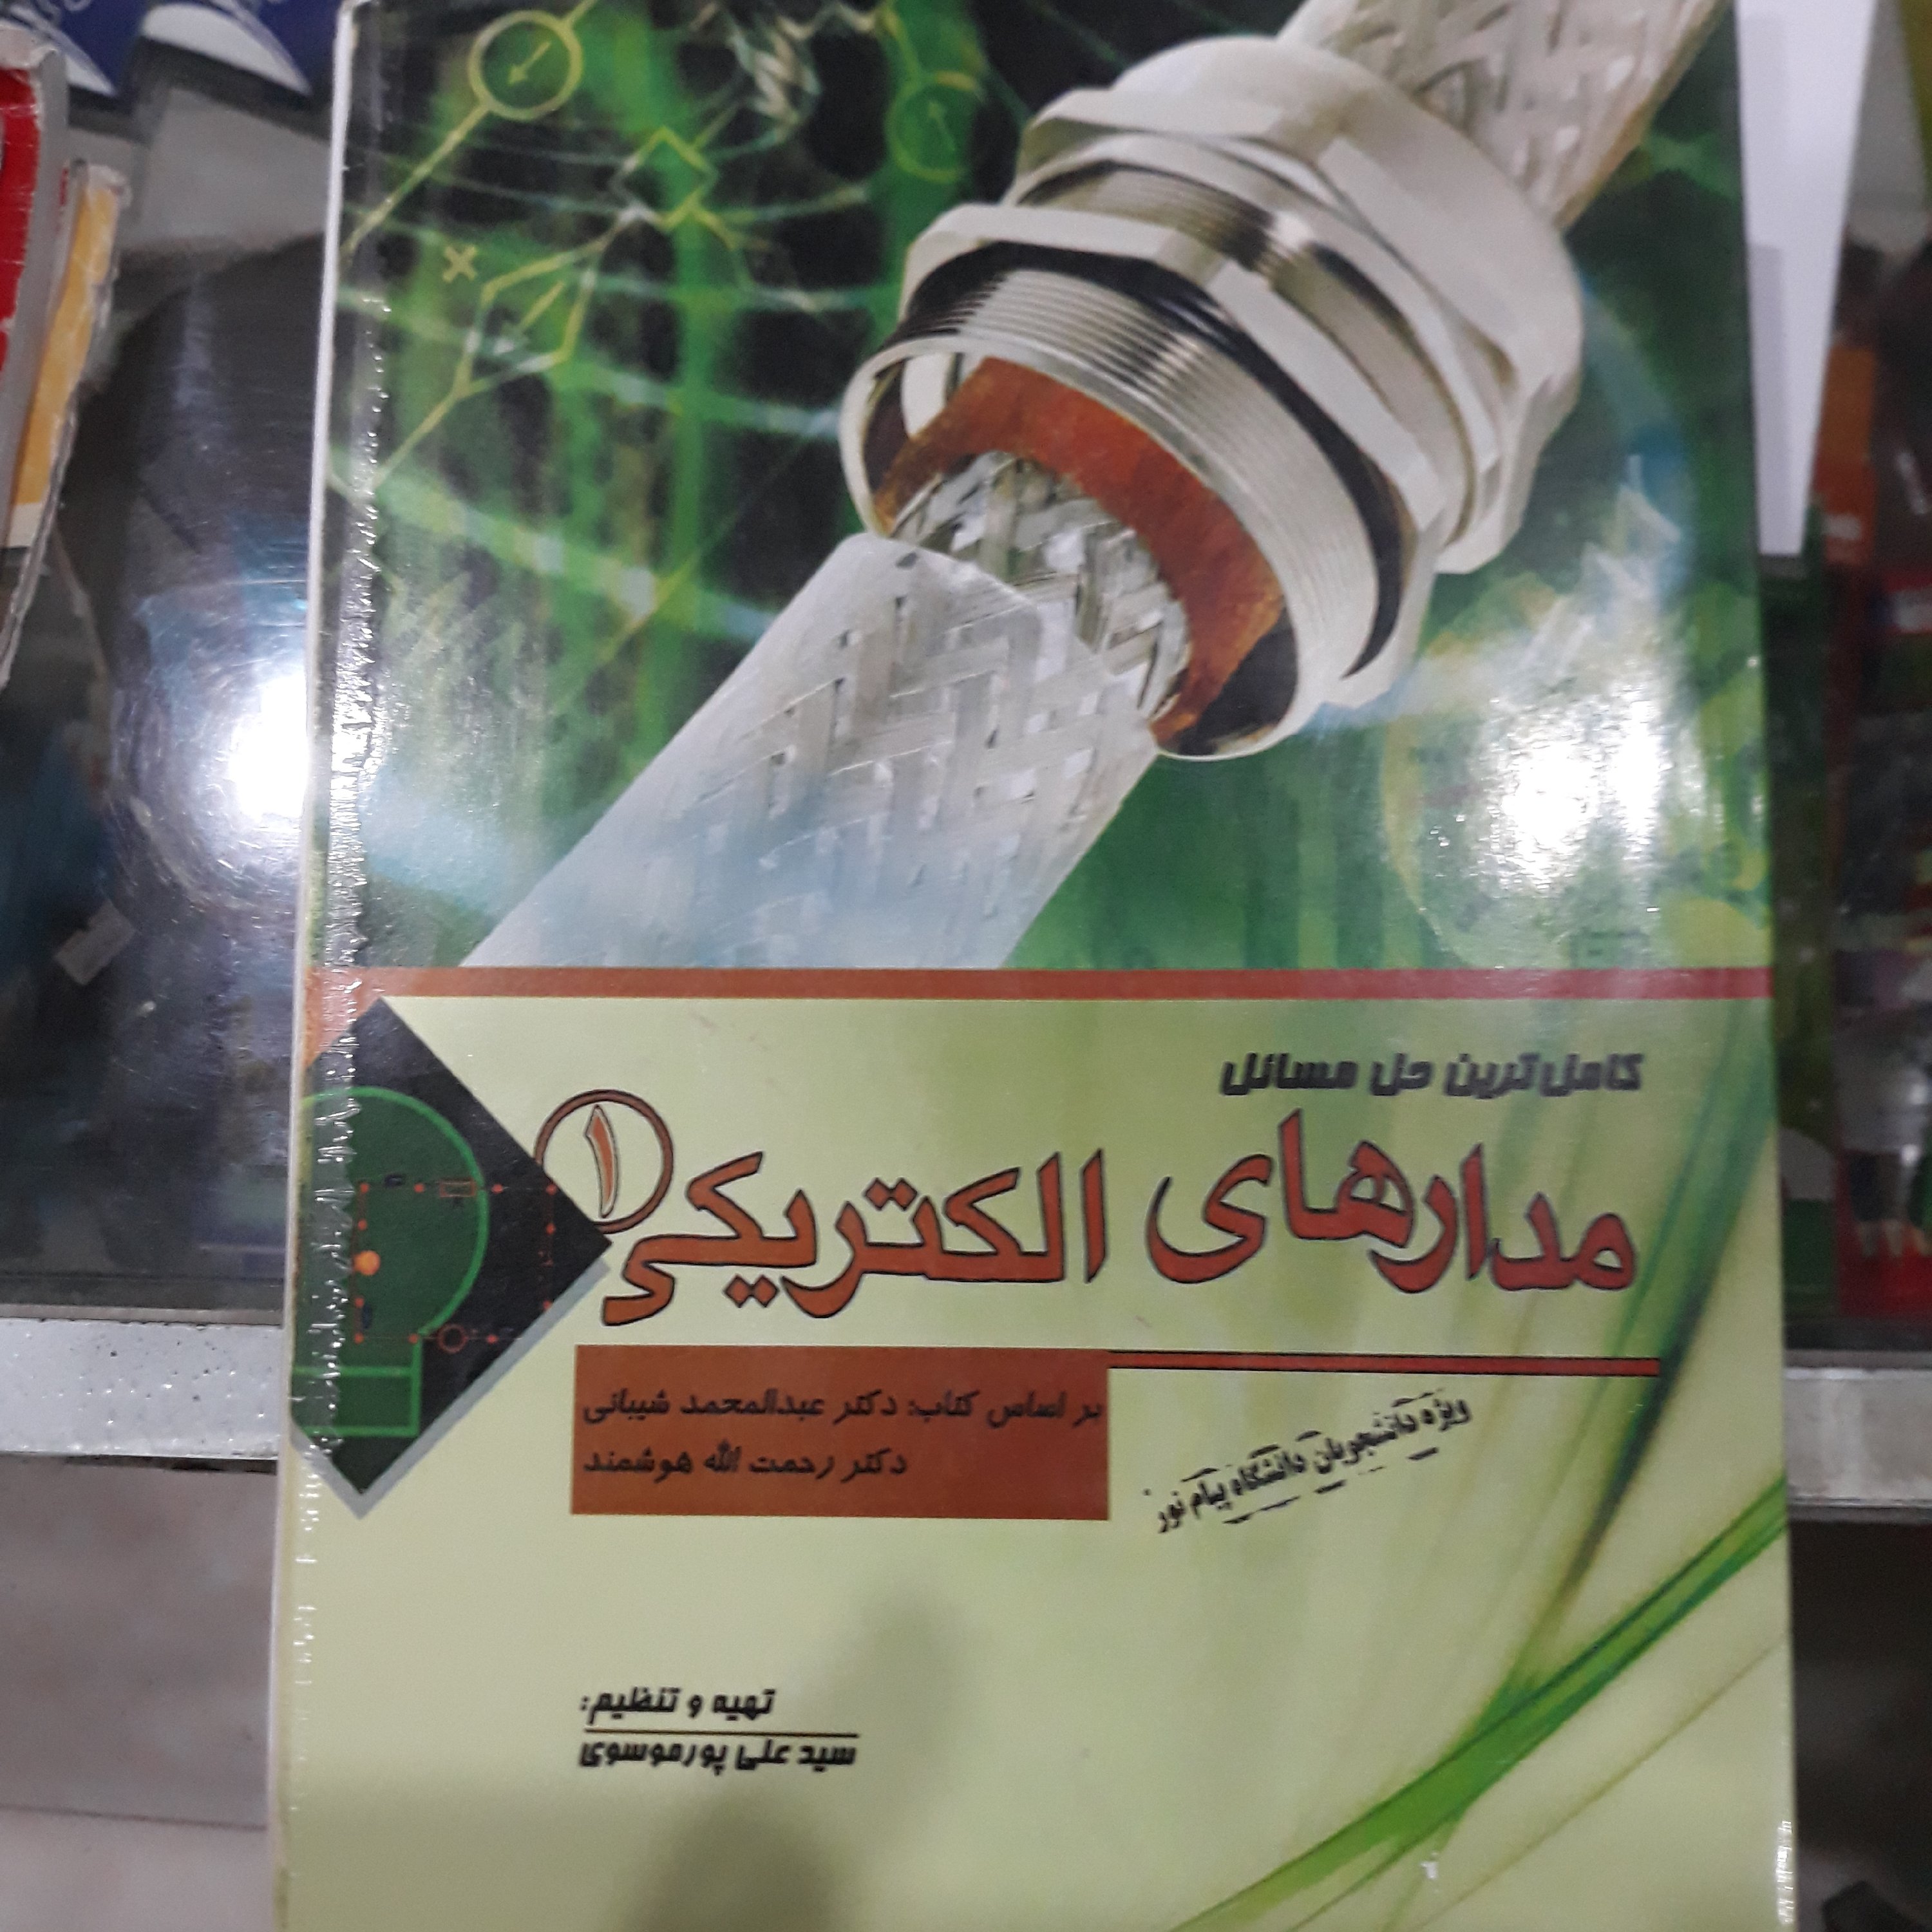 کامل‌ترین حل مسائل
مدارهای الکتریکی ۱
بر اساس کتاب: دکتر عبدالمحمد شیبانی
دکتر رحمت الله هوشمند
ویژه دانشجویان دانشگاه پیام نور
تهیه و تنظیم:
سید علی پورموسوی